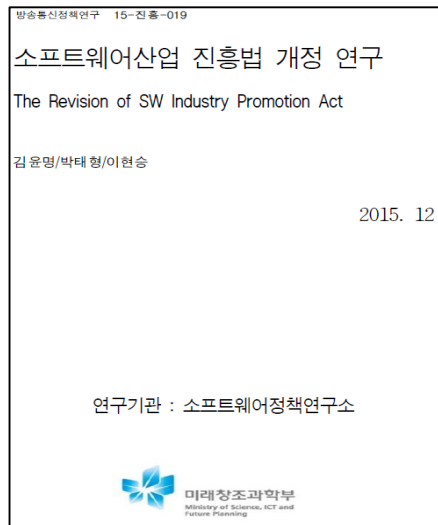 방송통신정책연구 15-진흥-019
소프트웨어산업 진흥법 개정 연구
The Revision of SW Industry Promotion Act
김윤명/박태형/이현승
2015. 12
연구기관 : 소프트웨어정책연구소
미래창조과학부
Ministry of Science, ICT and
Future Planning